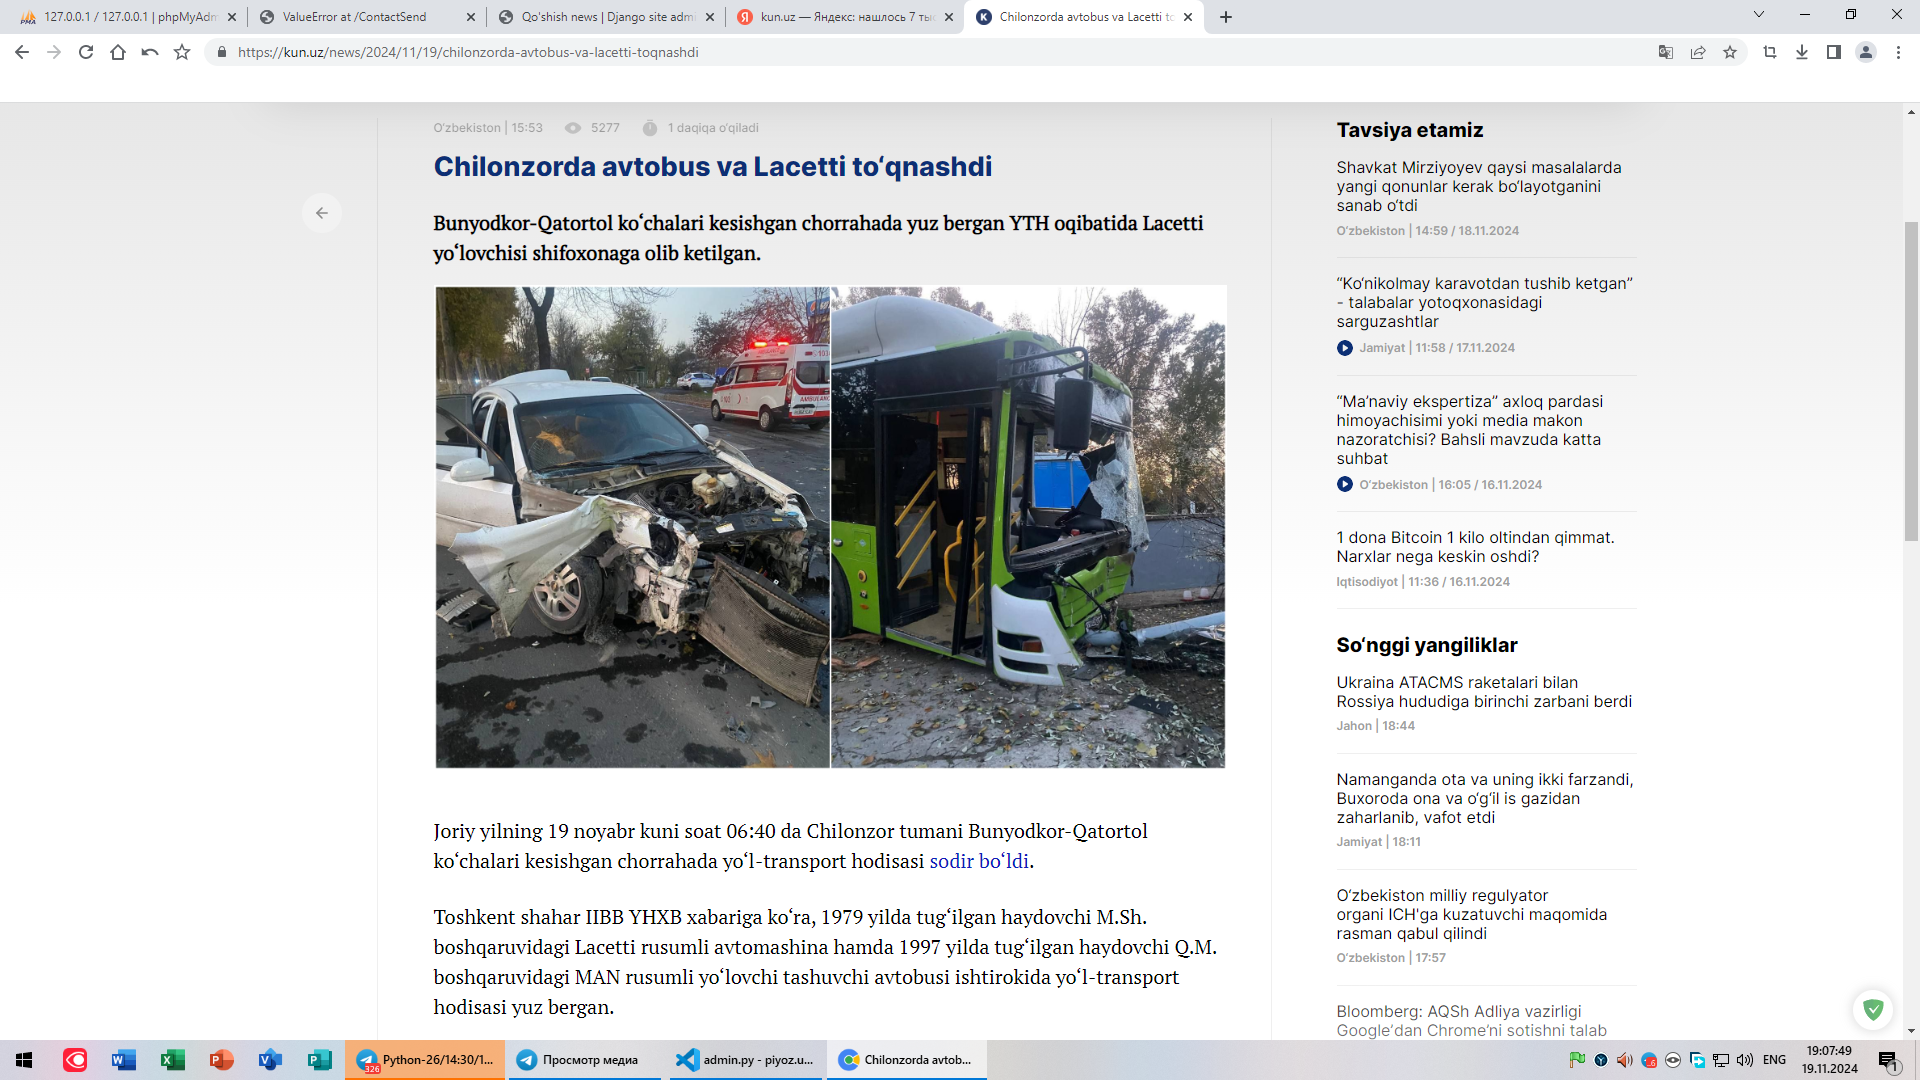 127.0.0.1 / 127.0.0.1 | phpMyAdm
ValueError at /ContactSend
Qo'shish news | Django site admi
kun.uz — Яндекс: нашлось 7 тыс
Chilonzorda avtobus va Lacetti to
https://kun.uz/news/2024/11/19/chilonzorda-avtobus-va-lacetti-toqnashdi
O‘zbekiston | 15:53
5277
1 daqiqa o‘qiladi
Chilonzorda avtobus va Lacetti to‘qnashdi
Bunyodkor-Qatortol ko‘chalari kesishgan chorrahada yuz bergan YTH oqibatida Lacetti
yo‘lovchisi shifoxonaga olib ketilgan.
Joriy yilning 19 noyabr kuni soat 06:40 da Chilonzor tumani Bunyodkor-Qatortol
ko‘chalari kesishgan chorrahada yo‘l-transport hodisasi sodir bo‘ldi.
Toshkent shahar IIBB YHXB xabariga ko‘ra, 1979 yilda tug‘ilgan haydovchi M.Sh.
boshqaruvidagi Lacetti rusumli avtomashina hamda 1997 yilda tug‘ilgan haydovchi Q.M.
boshqaruvidagi MAN rusumli yo‘lovchi tashuvchi avtobusi ishtirokida yo‘l-transport
hodisasi yuz bergan.
Tavsiya etamiz
Shavkat Mirziyoyev qaysi masalalarda
yangi qonunlar kerak bo‘layotganini
sanab o‘tdi
O‘zbekiston | 14:59 / 18.11.2024
“Ko‘nikolmay karavotdan tushib ketgan”
- talabalar yotoqxonasidagi
sarguzashtlar
Jamiyat | 11:58 / 17.11.2024
“Ma’naviy ekspertiza” axloq pardasi
himoyachisimi yoki media makon
nazoratchisi? Bahsli mavzuda katta
suhbat
O‘zbekiston | 16:05 / 16.11.2024
1 dona Bitcoin 1 kilo oltindan qimmat.
Narxlar nega keskin oshdi?
Iqtisodiyot | 11:36 / 16.11.2024
So‘nggi yangiliklar
Ukraina ATACMS raketalari bilan
Rossiya hududiga birinchi zarbani berdi
Jahon | 18:44
Namanganda ota va uning ikki farzandi,
Buxoroda ona va o‘g‘il is gazidan
zaharlanib, vafot etdi
Jamiyat | 18:11
O‘zbekiston milliy regulyator
organi ICH'ga kuzatuvchi maqomida
rasman qabul qilindi
O‘zbekiston | 17:57
Bloomberg: AQSh Adliya vazirligi
Google’dan Chrome’ni sotishni talab
326
Python-26/14:30/1...
Просмотр медиа
admin.py - piyoz.u...
Chilonzorda avtob...
ENG
19:07:49
19.11.2024
1